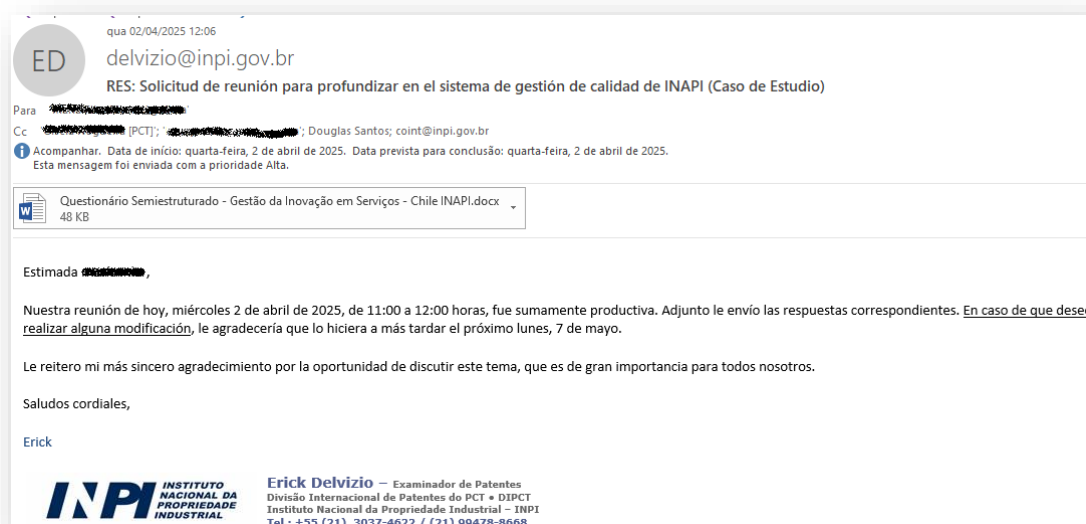 qua 02/04/2025 12:06
ED
delvizio@inpi.gov.br
RES: Solicitud de reunión para profundizar en el sistema de gestión de calidad de INAPI (Caso de Estudio)
Para
Cc [PCT]'; ' '; Douglas Santos; coint@inpi.gov.br
Acompanhar. Data de início: quarta-feira, 2 de abril de 2025. Data prevista para conclusão: quarta-feira, 2 de abril de 2025.
Esta mensagem foi enviada com a prioridade Alta.
Questionário Semiestruturado - Gestão da Inovação em Serviços - Chile INAPI.docx
48 KB
Estimada ,
Nuestra reunión de hoy, miércoles 2 de abril de 2025, de 11:00 a 12:00 horas, fue sumamente productiva. Adjunto le envío las respuestas correspondientes. En caso de que
realizar alguna modificación, le agradecería que lo hiciera a más tardar el próximo lunes, 7 de mayo.
Le reitero mi más sincero agradecimiento por la oportunidad de discutir este tema, que es de gran importancia para todos nosotros.
Saludos cordiales,
Erick
INPI INSTITUTO NACIONAL DA PROPRIEDADE INDUSTRIAL
Erick Delvizio – Examinador de Patentes
Divisão Internacional de Patentes do PCT • DIPCT
Instituto Nacional da Propriedade Industrial – INPI
Tel.: +55 (21) 3037-4622 / (21) 99478-8668